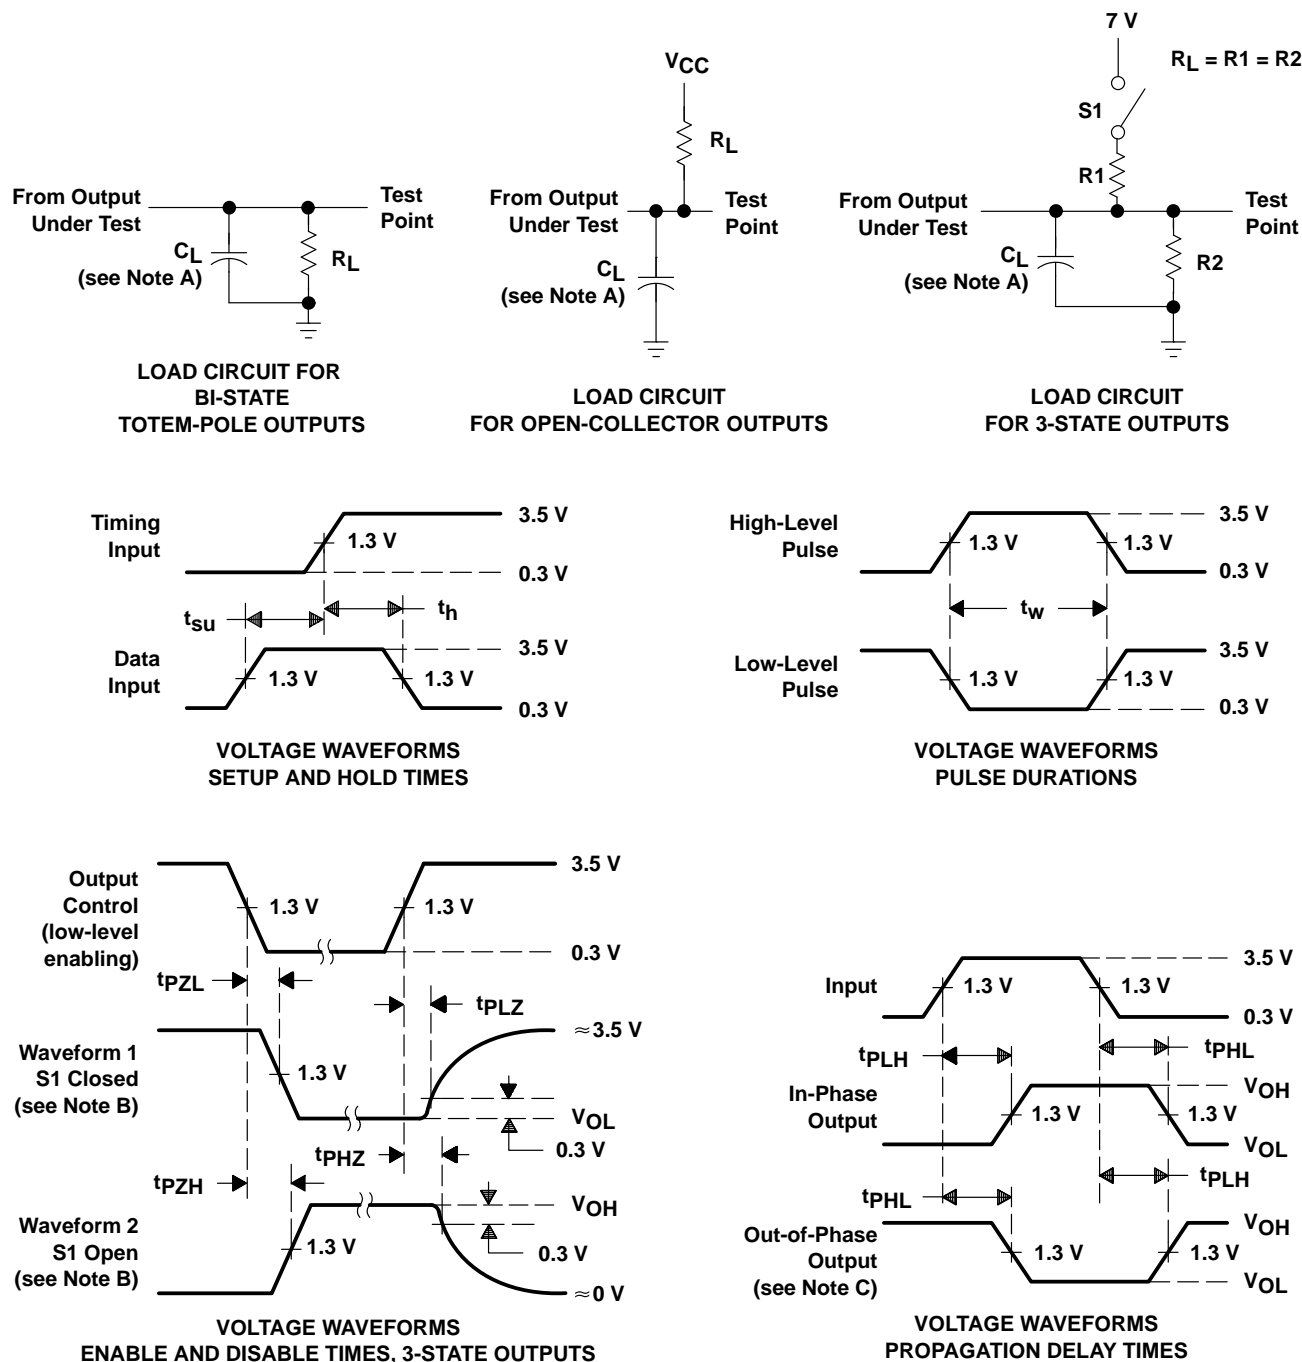 7 V
RL = R1 = R2
S1
R1
VCC
RL
From Output
Under Test
Test
Point
CL
(see Note A)
RL
From Output
Under Test
Test
Point
CL
(see Note A)
From Output
Under Test
Test
Point
CL
(see Note A)
R2
LOAD CIRCUIT FOR
BI-STATE
TOTEM-POLE OUTPUTS
LOAD CIRCUIT
FOR OPEN-COLLECTOR OUTPUTS
LOAD CIRCUIT
FOR 3-STATE OUTPUTS
Timing
Input
1.3 V
3.5 V
0.3 V
tsu
th
Data
Input
1.3 V
1.3 V
3.5 V
0.3 V
VOLTAGE WAVEFORMS
SETUP AND HOLD TIMES
High-Level
Pulse
1.3 V
1.3 V
3.5 V
0.3 V
tw
Low-Level
Pulse
1.3 V
1.3 V
3.5 V
0.3 V
VOLTAGE WAVEFORMS
PULSE DURATIONS
Output
Control
(low-level
enabling)
1.3 V
1.3 V
3.5 V
0.3 V
tPZL
tPLZ
Waveform 1
S1 Closed
(see Note B)
1.3 V
≈3.5 V
VOL
0.3 V
tPHZ
tPZH
Waveform 2
S1 Open
(see Note B)
1.3 V
VOH
0.3 V
≈0 V
VOLTAGE WAVEFORMS
ENABLE AND DISABLE TIMES, 3-STATE OUTPUTS
Input
1.3 V
1.3 V
3.5 V
0.3 V
tPLH
tPHL
In-Phase
Output
1.3 V
1.3 V
VOH
VOL
tPHL
tPLH
Out-of-Phase
Output
(see Note C)
1.3 V
1.3 V
VOH
VOL
VOLTAGE WAVEFORMS
PROPAGATION DELAY TIMES